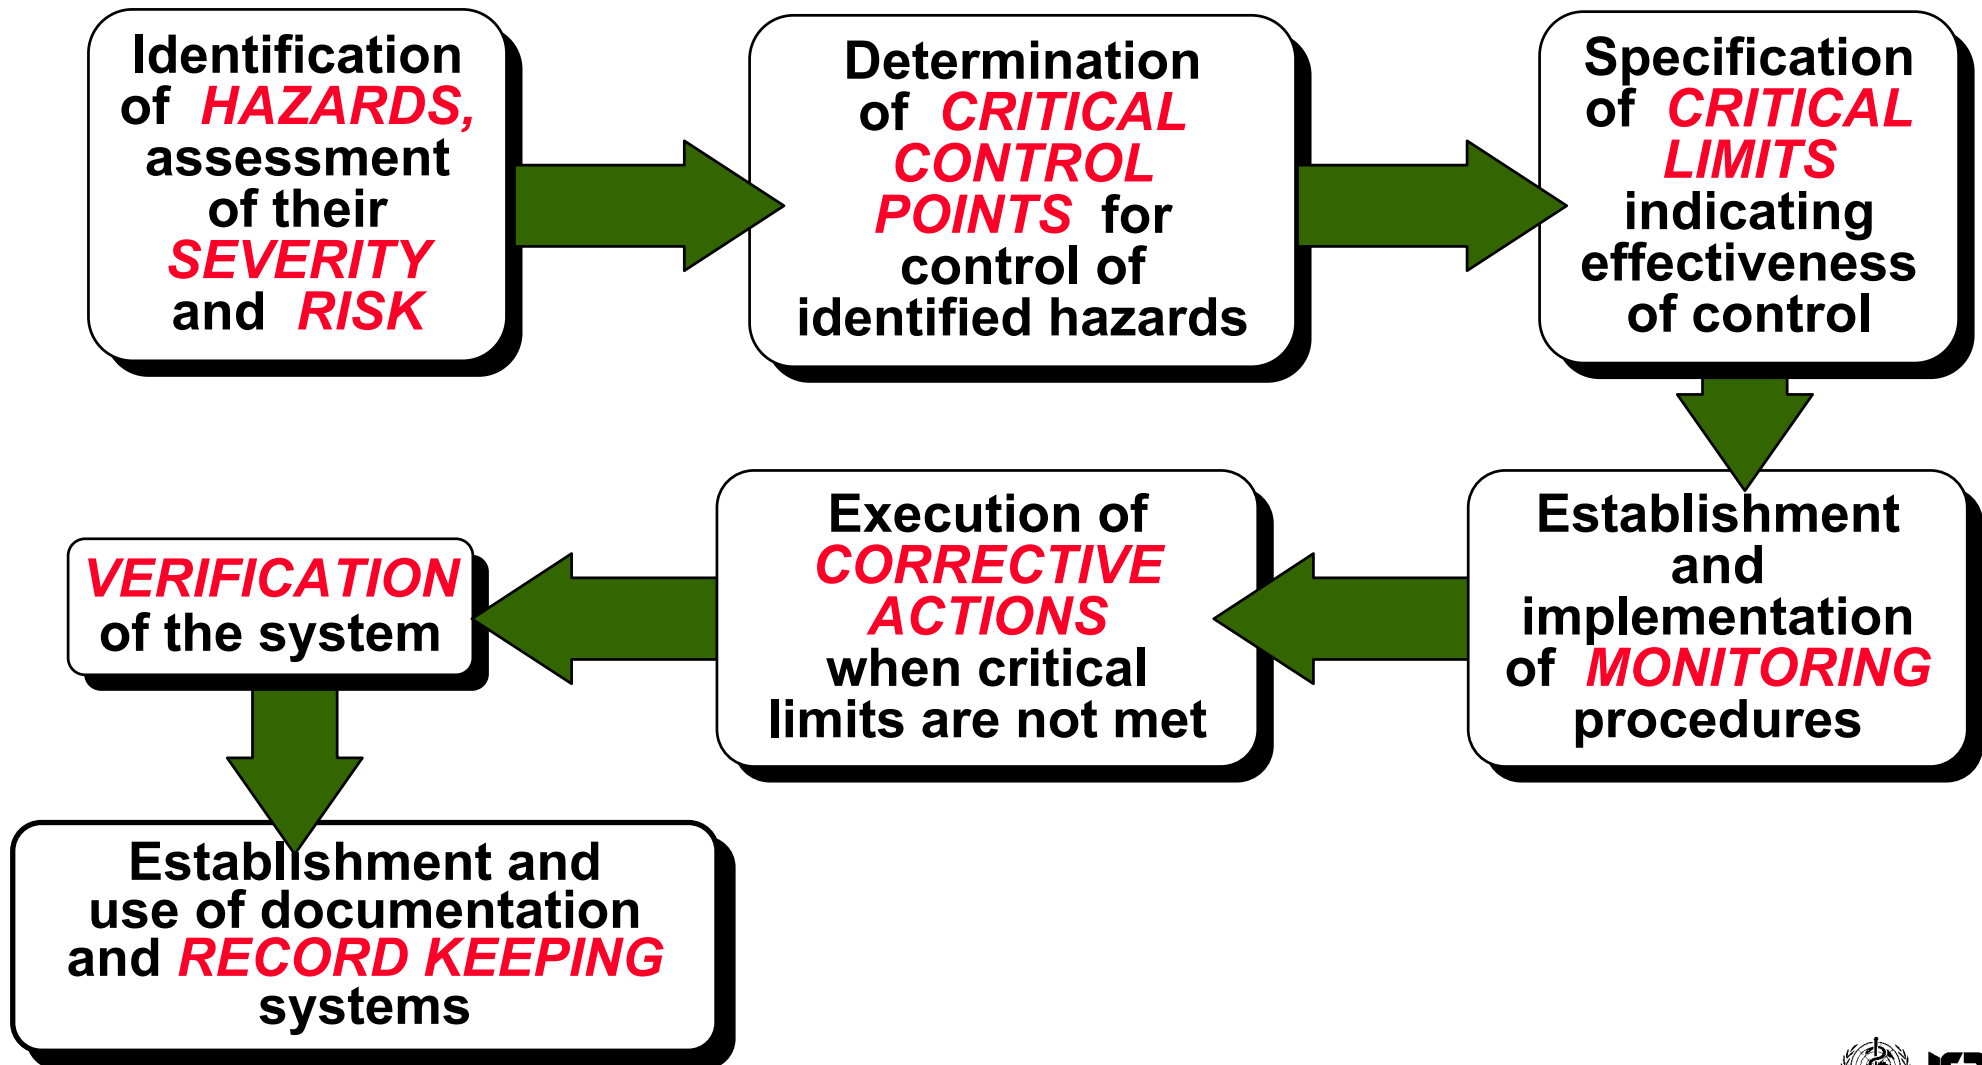 Identification
of HAZARDS,
assessment
of their
SEVERITY
and RISK
Determination
of CRITICAL
CONTROL
POINTS for
control of
identified hazards
Specification
of CRITICAL
LIMITS
indicating
effectiveness
of control
Establishment
and
implementation
of MONITORING
procedures
Execution of
CORRECTIVE
ACTIONS
when critical
limits are not met
VERIFICATION
of the system
Establishment and
use of documentation
and RECORD KEEPING
systems